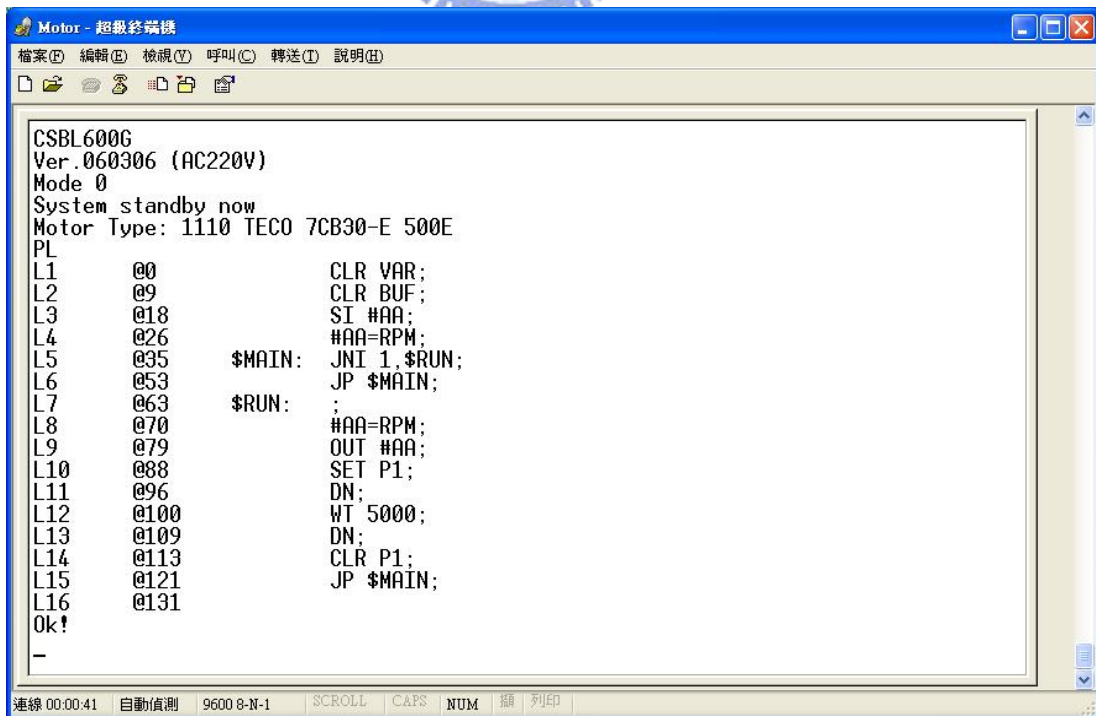 Motor - 超級終端機
檔案(F) 編輯(E) 檢視(V) 呼叫(C) 轉送(T) 說明(H)
CSBL600G
Ver.060306 (AC220V)
Mode 0
System standby now
Motor Type: 1110 TECO 7CB30-E 500E
PL
L1 @0 CLR VAR;
L2 @9 CLR BUF;
L3 @18 SI #AA;
L4 @26 #AA=RPM;
L5 @35 $MAIN: JNI 1,$RUN;
L6 @53 JP $MAIN;
L7 @63 $RUN: ;
L8 @70 #AA=RPM;
L9 @79 OUT #AA;
L10 @88 SET P1;
L11 @96 DN;
L12 @100 WT 5000;
L13 @109 DN;
L14 @113 CLR P1;
L15 @121 JP $MAIN;
L16 @131
Ok!
_
連線 00:00:41 自動偵測 9600 8-N-1 SCROLL CAPS NUM 擷 列印